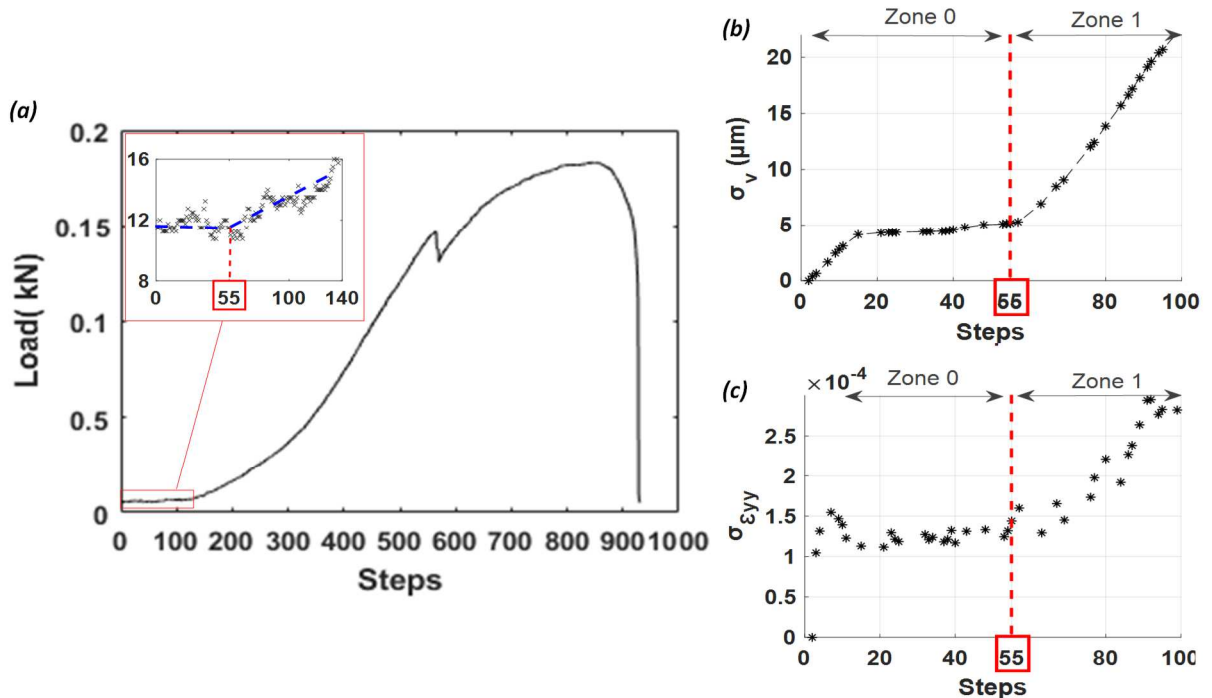 (a)
0.2
0.15
0.1
0.5
0
Load( kN)
16
12
8
0
55
100
140
0 100 200 300 400 500 600 700 800 900 1000
Steps
(b)
Zone 0
Zone 1
20
15
10
5
0
σv (µm)
0 20 40 55 80 100
Steps
(c)
×10-4
Zone 0
Zone 1
2.5
2
1.5
1
0.5
0
σεyy
0 20 40 55 80 100
Steps